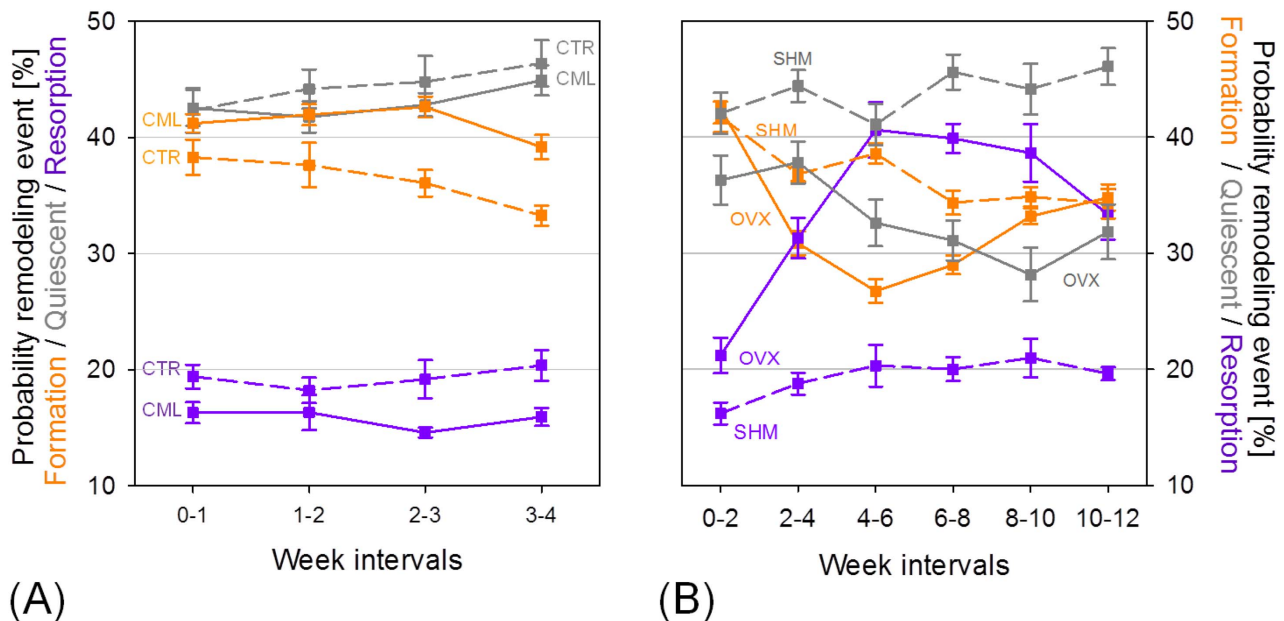 Probability remodeling event [%]
Formation / Quiescent / Resorption
50
40
30
20
10
CTR
CML
CML
CTR
CTR
CML
0-1
1-2
2-3
3-4
Week intervals
(A)
SHM
SHM
OVX
OVX
OVX
SHM
0-2
2-4
4-6
6-8
8-10
10-12
Week intervals
(B)
50
40
30
20
10
Probability remodeling event [%]
Formation / Quiescent / Resorption